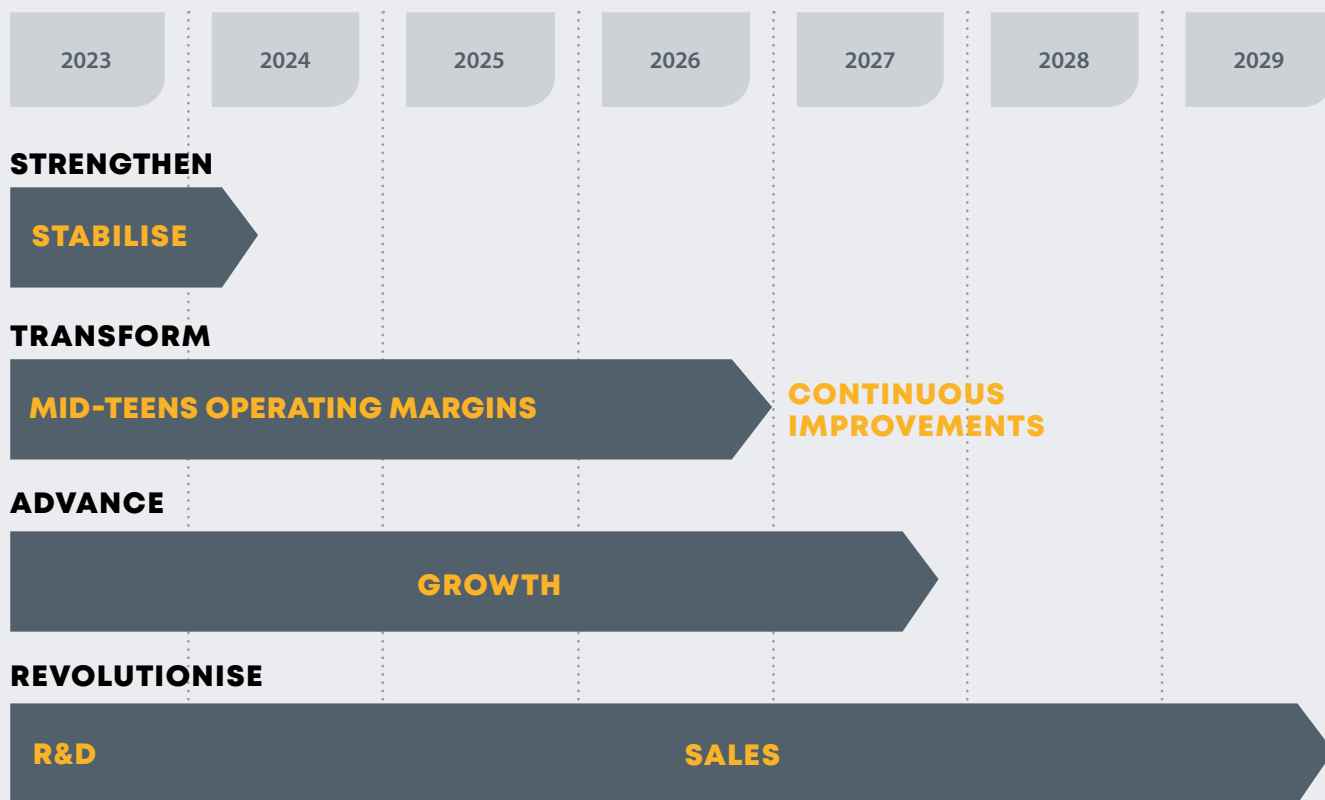 2023 2024 2025 2026 2027 2028 2029
STRENGTHEN
STABILISE
TRANSFORM
MID-TEENS OPERATING MARGINS
CONTINUOUS
IMPROVEMENTS
ADVANCE
GROWTH
REVOLUTIONISE
R&D SALES